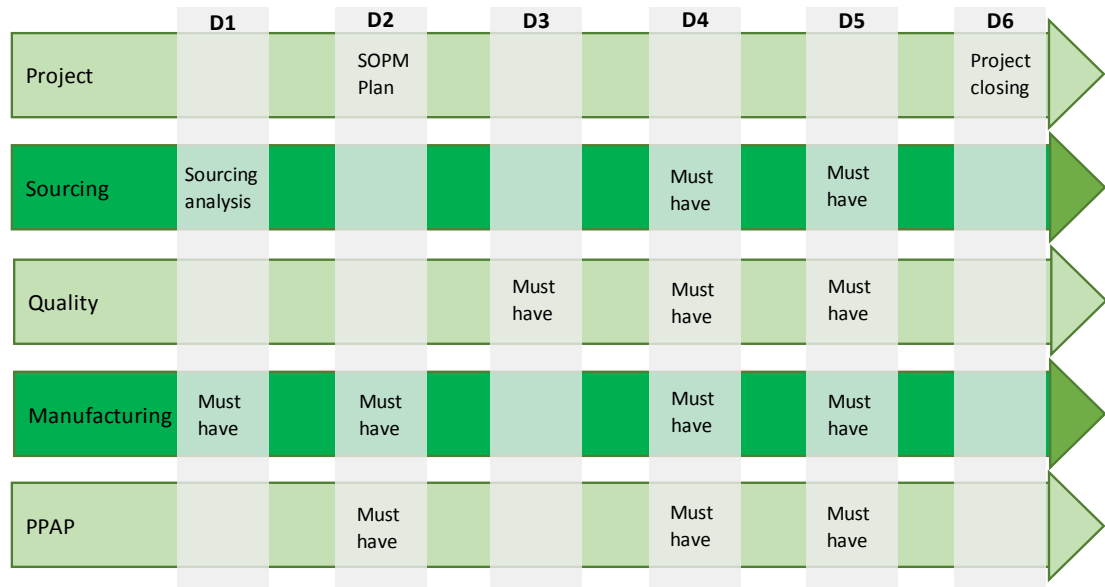 D1 D2 D3 D4 D5 D6
Project
SOPM
Plan
Project
closing
Sourcing
Sourcing
analysis
Must
have
Must
have
Quality
Must
have
Must
have
Must
have
Manufacturing
Must
have
Must
have
Must
have
Must
have
PPAP
Must
have
Must
have
Must
have